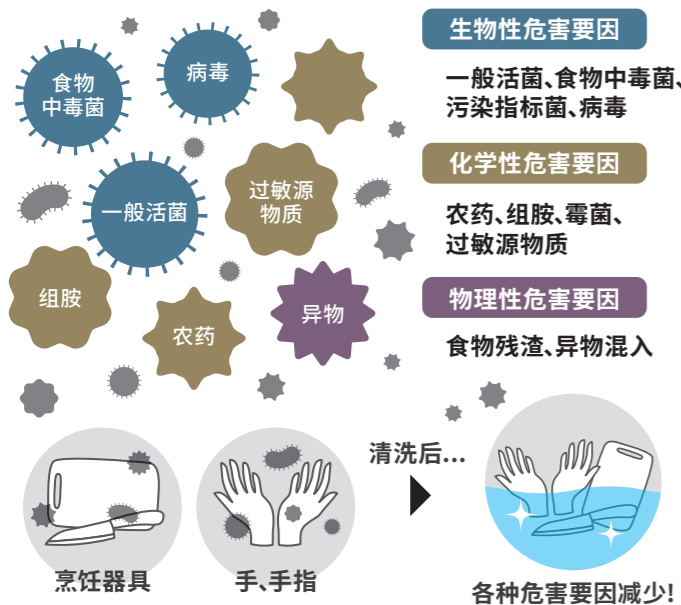 食物
中毒菌
病毒
一般活菌
过敏源
物质
组胺
农药
异物
生物性危害要因
一般活菌、食物中毒菌、
污染指标菌、病毒
化学性危害要因
农药、组胺、霉菌、
过敏源物质
物理性危害要因
食物残渣、异物混入
烹饪器具
手、手指
清洗后...
各种危害要因减少!